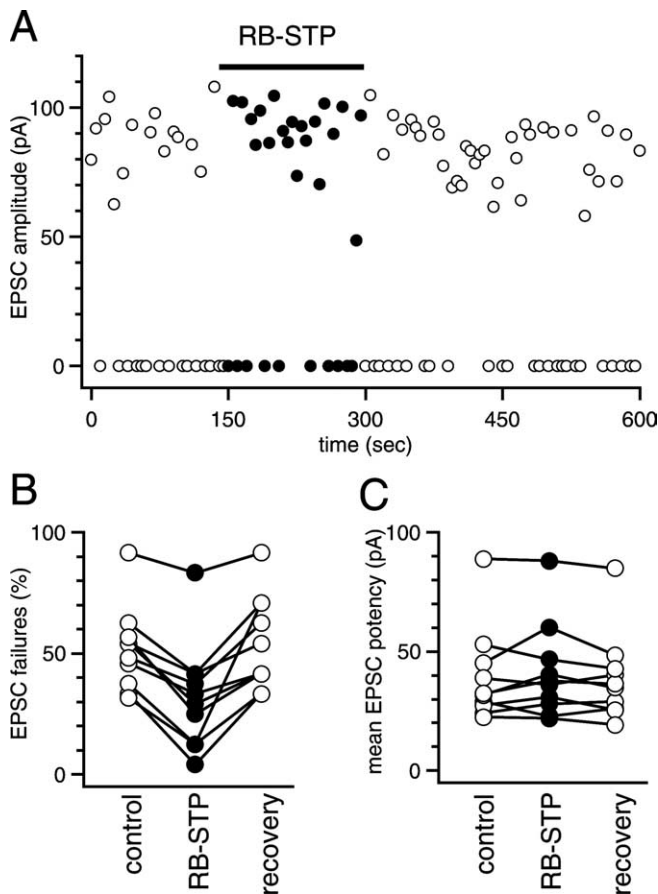 A
RB-STP
EPSC amplitude (pA)
100
50
0
0 150 300 450 600
time (sec)
B
EPSC failures (%)
100
50
0
control RB-STP recovery
C
mean EPSC potency (pA)
100
50
0
control RB-STP recovery